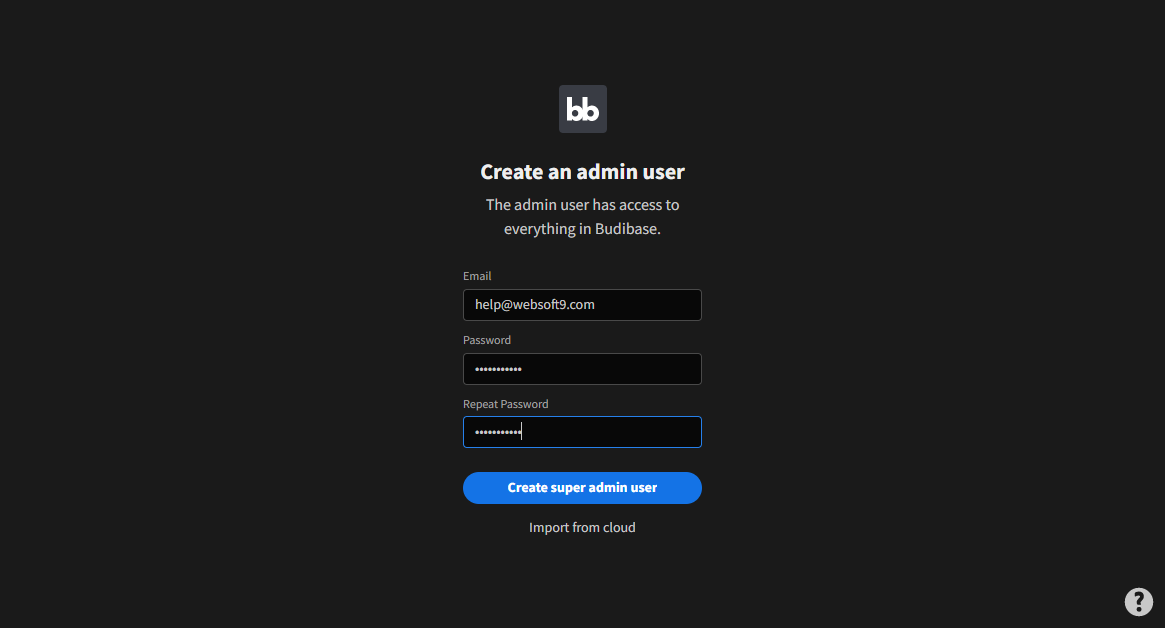 bb
Create an admin user
The admin user has access to
everything in Budibase.
Email
help@websoft9.com
Password
•••••••••••
Repeat Password
•••••••••••
Create super admin user
Import from cloud
?